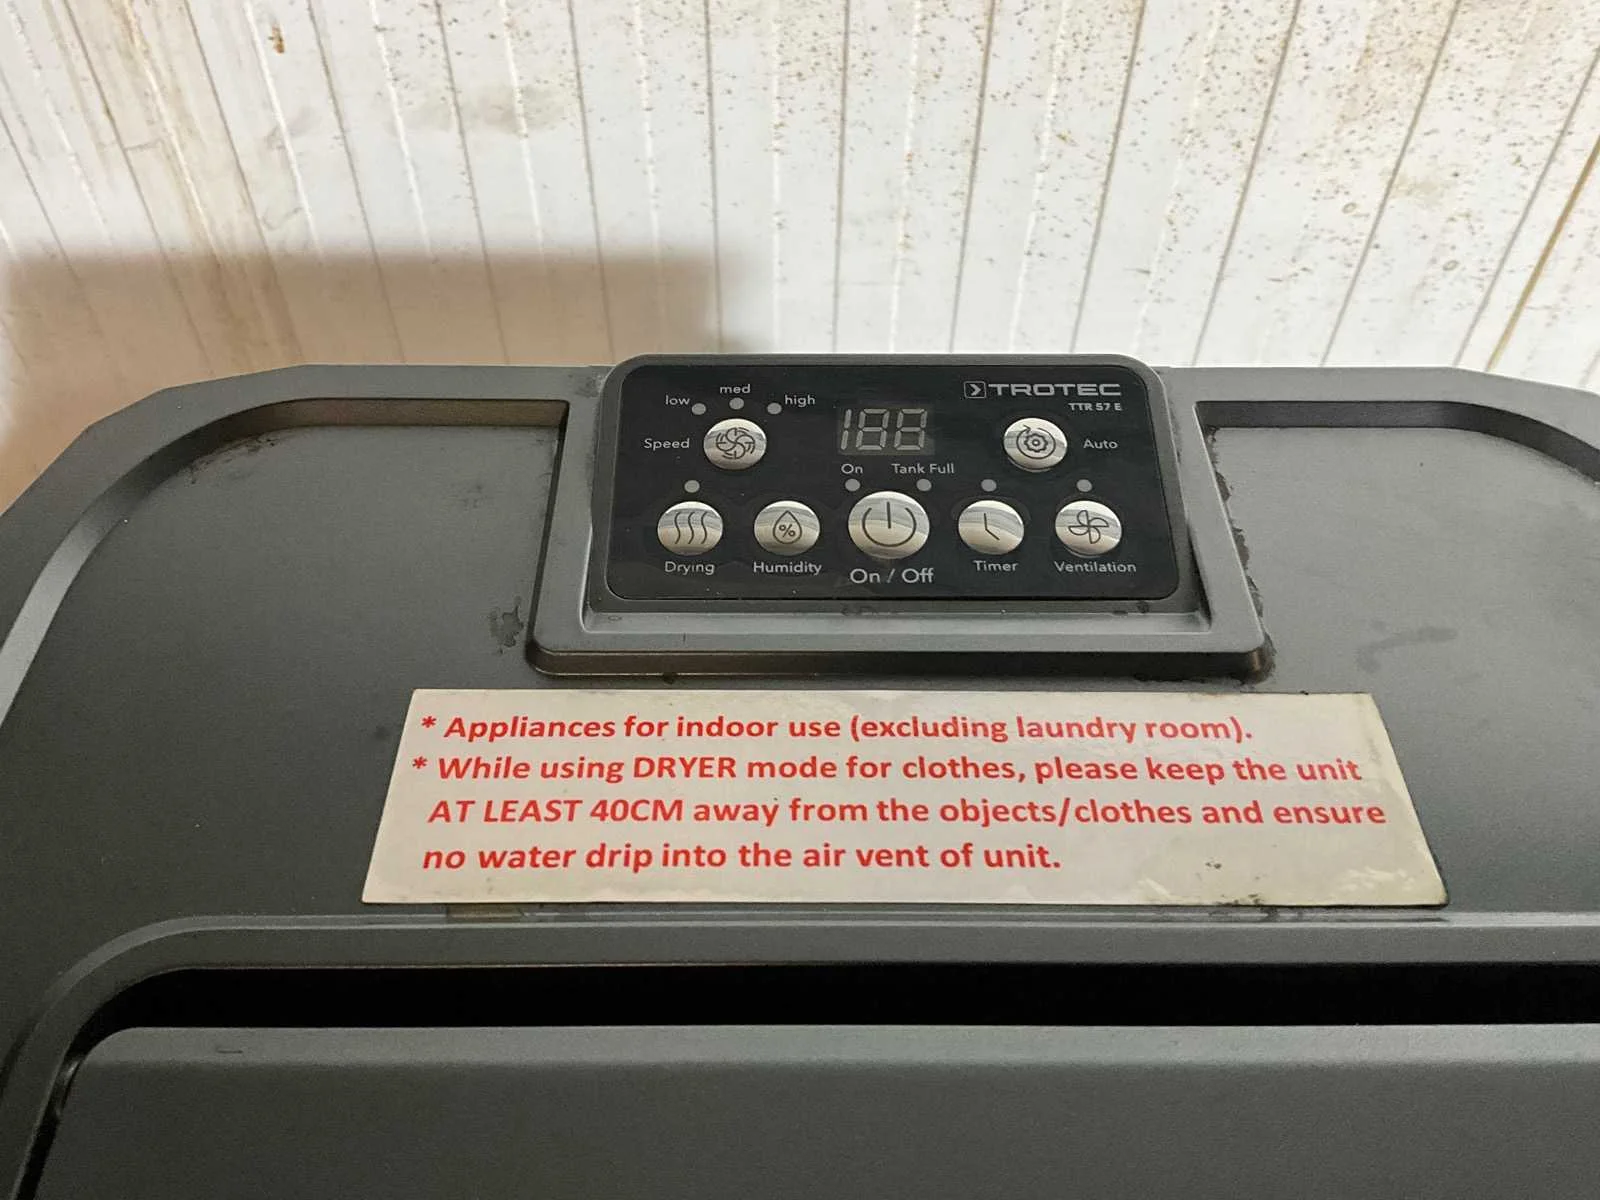 low med high
TROTEC
TTR 57 E
Speed
188
Auto
On Tank Full
%
Drying Humidity On / Off Timer Ventilation
* Appliances for indoor use (excluding laundry room).
* While using DRYER mode for clothes, please keep the unit
AT LEAST 40CM away from the objects/clothes and ensure
no water drip into the air vent of unit.